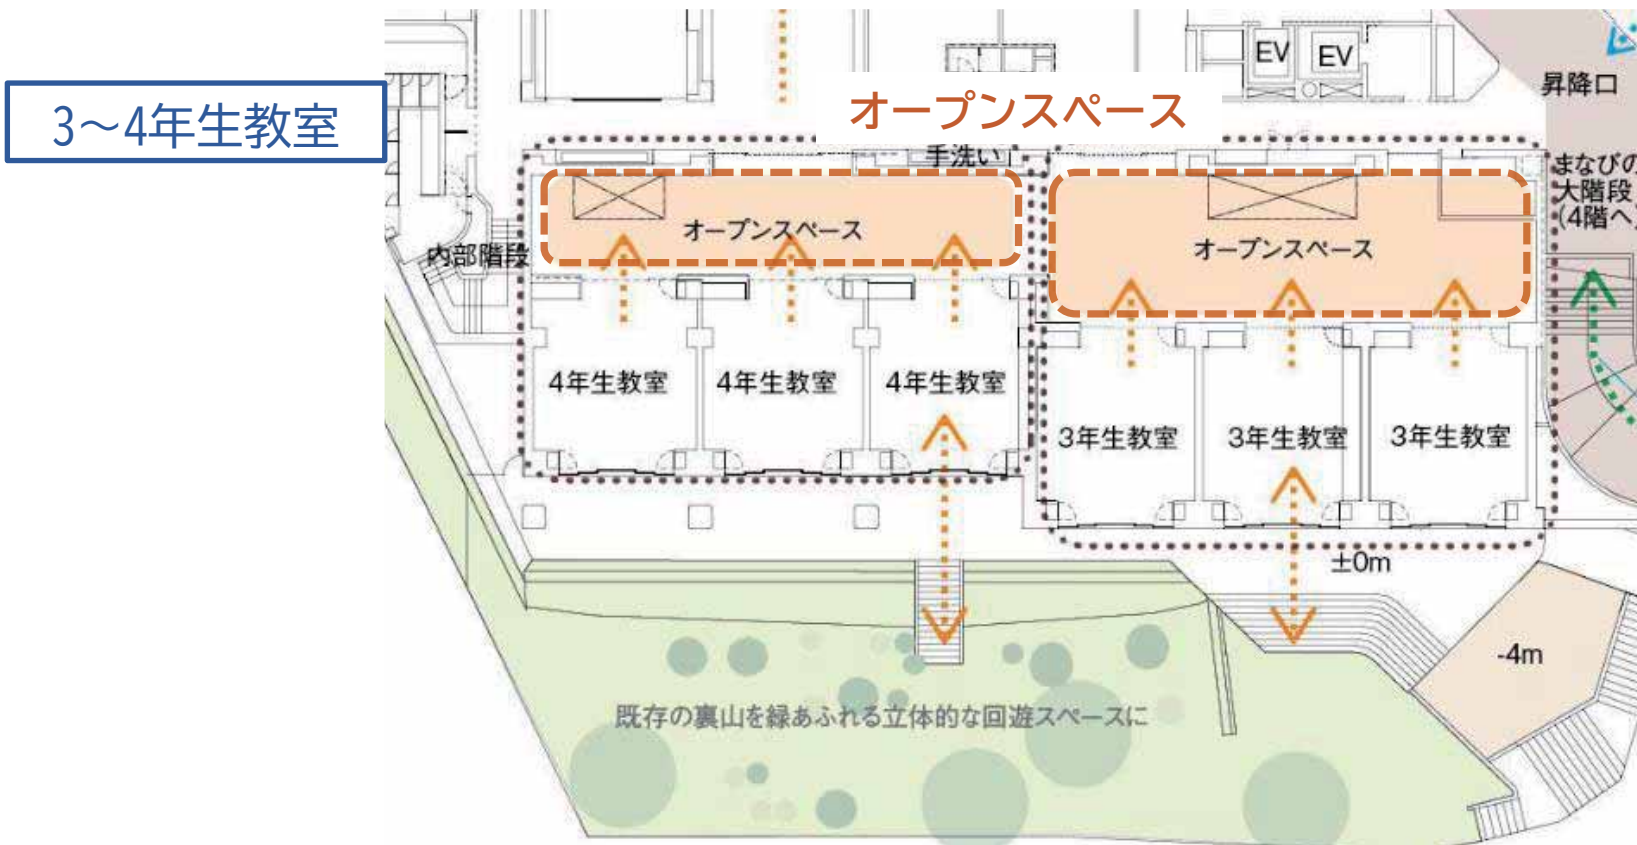 3～4年生教室
EV
EV
昇降口
オープンスペース
手洗い
まなびの
大階段
(4階へ)
オープンスペース
オープンスペース
内部階段
4年生教室
4年生教室
4年生教室
3年生教室
3年生教室
3年生教室
±0m
-4m
既存の裏山を緑あふれる立体的な回遊スペースに